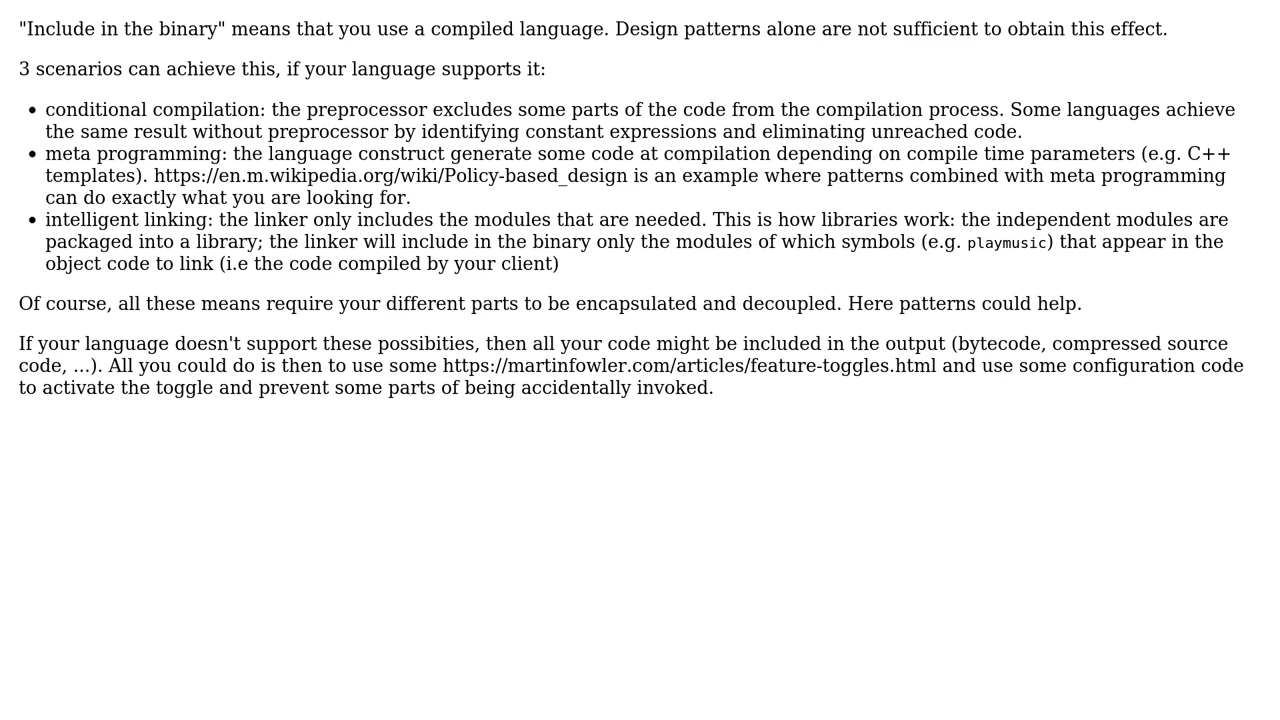 "Include in the binary" means that you use a compiled language. Design patterns alone are not sufficient to obtain this effect.
3 scenarios can achieve this, if your language supports it:
• conditional compilation: the preprocessor excludes some parts of the code from the compilation process. Some languages achieve
the same result without preprocessor by identifying constant expressions and eliminating unreached code.
• meta programming: the language construct generate some code at compilation depending on compile time parameters (e.g. C++
templates). https://en.m.wikipedia.org/wiki/Policy-based_design is an example where patterns combined with meta programming
can do exactly what you are looking for.
• intelligent linking: the linker only includes the modules that are needed. This is how libraries work: the independent modules are
packaged into a library; the linker will include in the binary only the modules of which symbols (e.g. playmusic) that appear in the
object code to link (i.e the code compiled by your client)
Of course, all these means require your different parts to be encapsulated and decoupled. Here patterns could help.
If your language doesn't support these possibities, then all your code might be included in the output (bytecode, compressed source
code, ...). All you could do is then to use some https://martinfowler.com/articles/feature-toggles.html and use some configuration code
to activate the toggle and prevent some parts of being accidentally invoked.